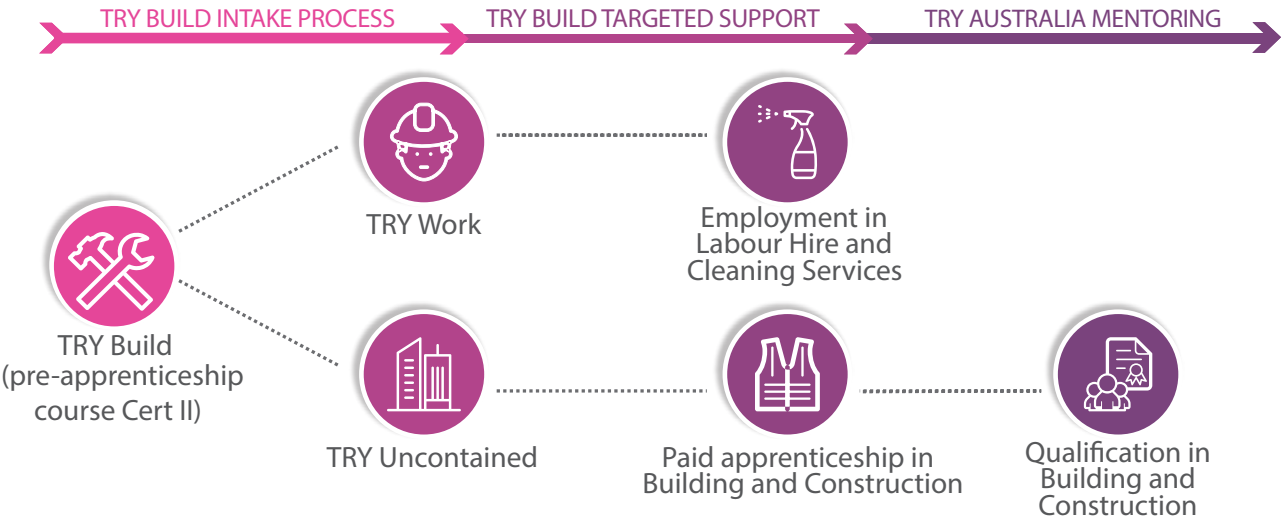 TRY BUILD INTAKE PROCESS
TRY BUILD TARGETED SUPPORT
TRY AUSTRALIA MENTORING
TRY Work
Employment in
Labour Hire and
Cleaning Services
TRY Build
(pre-apprenticeship
course Cert II)
TRY Uncontained
Paid apprenticeship in
Building and Construction
Qualification in
Building and
Construction